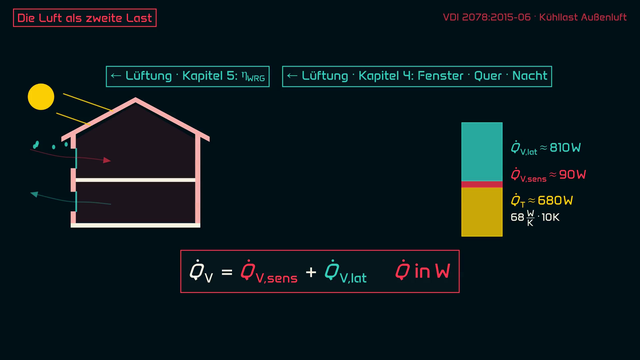 Die Luft als zweite Last
VDI 2078:2015-06 · Kühllast Außenluft
← Lüftung · Kapitel 5: η_WRG
← Lüftung · Kapitel 4: Fenster · Quer · Nacht
Q̇_V,lat ≈ 810 W
Q̇_V,sens ≈ 90 W
Q̇_T ≈ 680 W
68 W/K · 10K
Q̇_V = Q̇_V,sens + Q̇_V,lat Q̇ in W